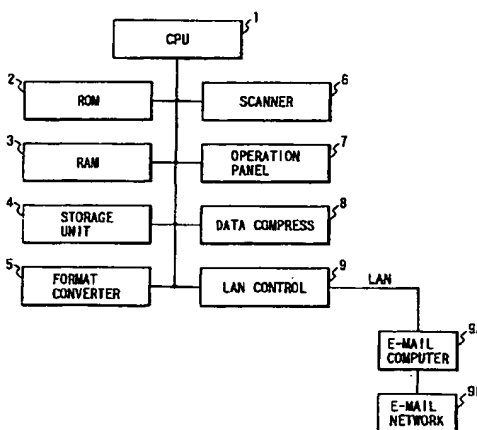 1
CPU
2
ROM
6
SCANNER
3
RAM
7
OPERATION
PANEL
4
STORAGE
UNIT
8
DATA COMPRESS
5
FORMAT
CONVERTER
9
LAN CONTROL
LAN
E-MAIL
COMPUTER
E-MAIL
NETWORK